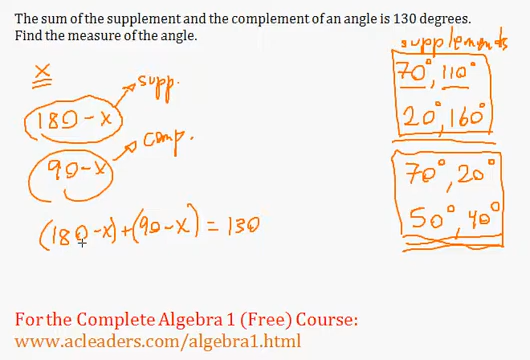 The sum of the supplement and the complement of an angle is 130 degrees.
Find the measure of the angle.
x
180-x
supp.
90-x
comp.
(180-x)+(90-x)=130
supplements
70°, 110°
20°, 160°
70°, 20°
50°, 40°
For the Complete Algebra 1 (Free) Course:
www.acleaders.com/algebra1.html